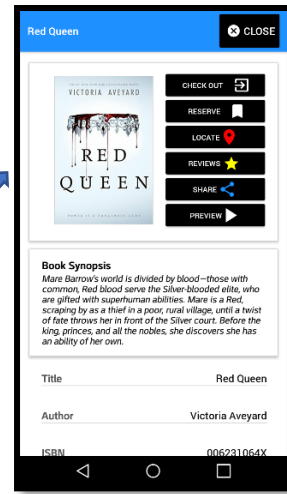 Red Queen
CLOSE
VICTORIA AVEYARD
RED
QUEEN
POWER IS A DANGEROUS GAME
CHECK OUT
RESERVE
LOCATE
REVIEWS
SHARE
PREVIEW
Book Synopsis
Mare Barrow's world is divided by blood—those with
common, Red blood serve the Silver-blooded elite, who
are gifted with superhuman abilities. Mare is a Red,
scraping by as a thief in a poor, rural village, until a twist
of fate throws her in front of the Silver court. Before the
king, princes, and all the nobles, she discovers she has
an ability of her own.
Title Red Queen
Author Victoria Aveyard
ISBN 006231064X